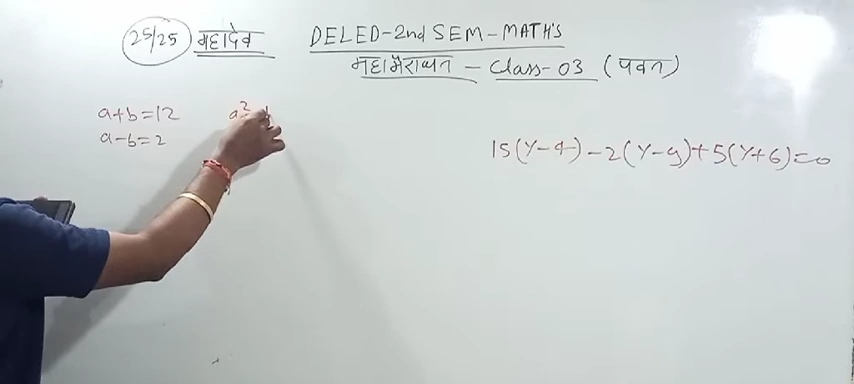 25/25 महादेव DELED-2nd SEM-MATH'S
महामैराथन - Class-03 (पवन)
a+b=12 a²
a-b=2
15(y-4)-2(y-9)+5(y+6)=0